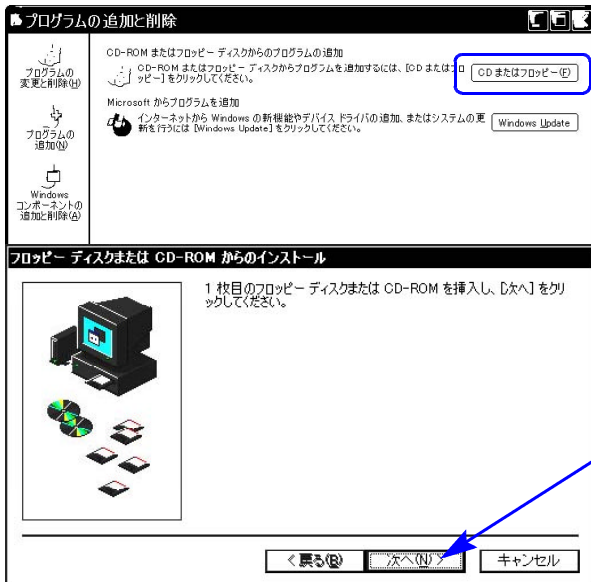 プログラムの追加と削除
プログラムの
変更と削除(H)
プログラムの
追加(N)
Windows
コンポーネントの
追加と削除(A)
CD-ROM またはフロッピー ディスクからのプログラムの追加
CD-ROM またはフロッピー ディスクからプログラムを追加するには、[CD またはフロ
ッピー] をクリックしてください。
CD またはフロッピー(F)
Microsoft からプログラムを追加
インターネットから Windows の新機能やデバイス ドライバの追加、またはシステムの更
新を行うには [Windows Update] をクリックしてください。
Windows Update
フロッピー ディスクまたは CD-ROM からのインストール
1 枚目のフロッピー ディスクまたは CD-ROM を挿入し、[次へ] をクリ
ックしてください。
< 戻る(B)
次へ(N) >
キャンセル